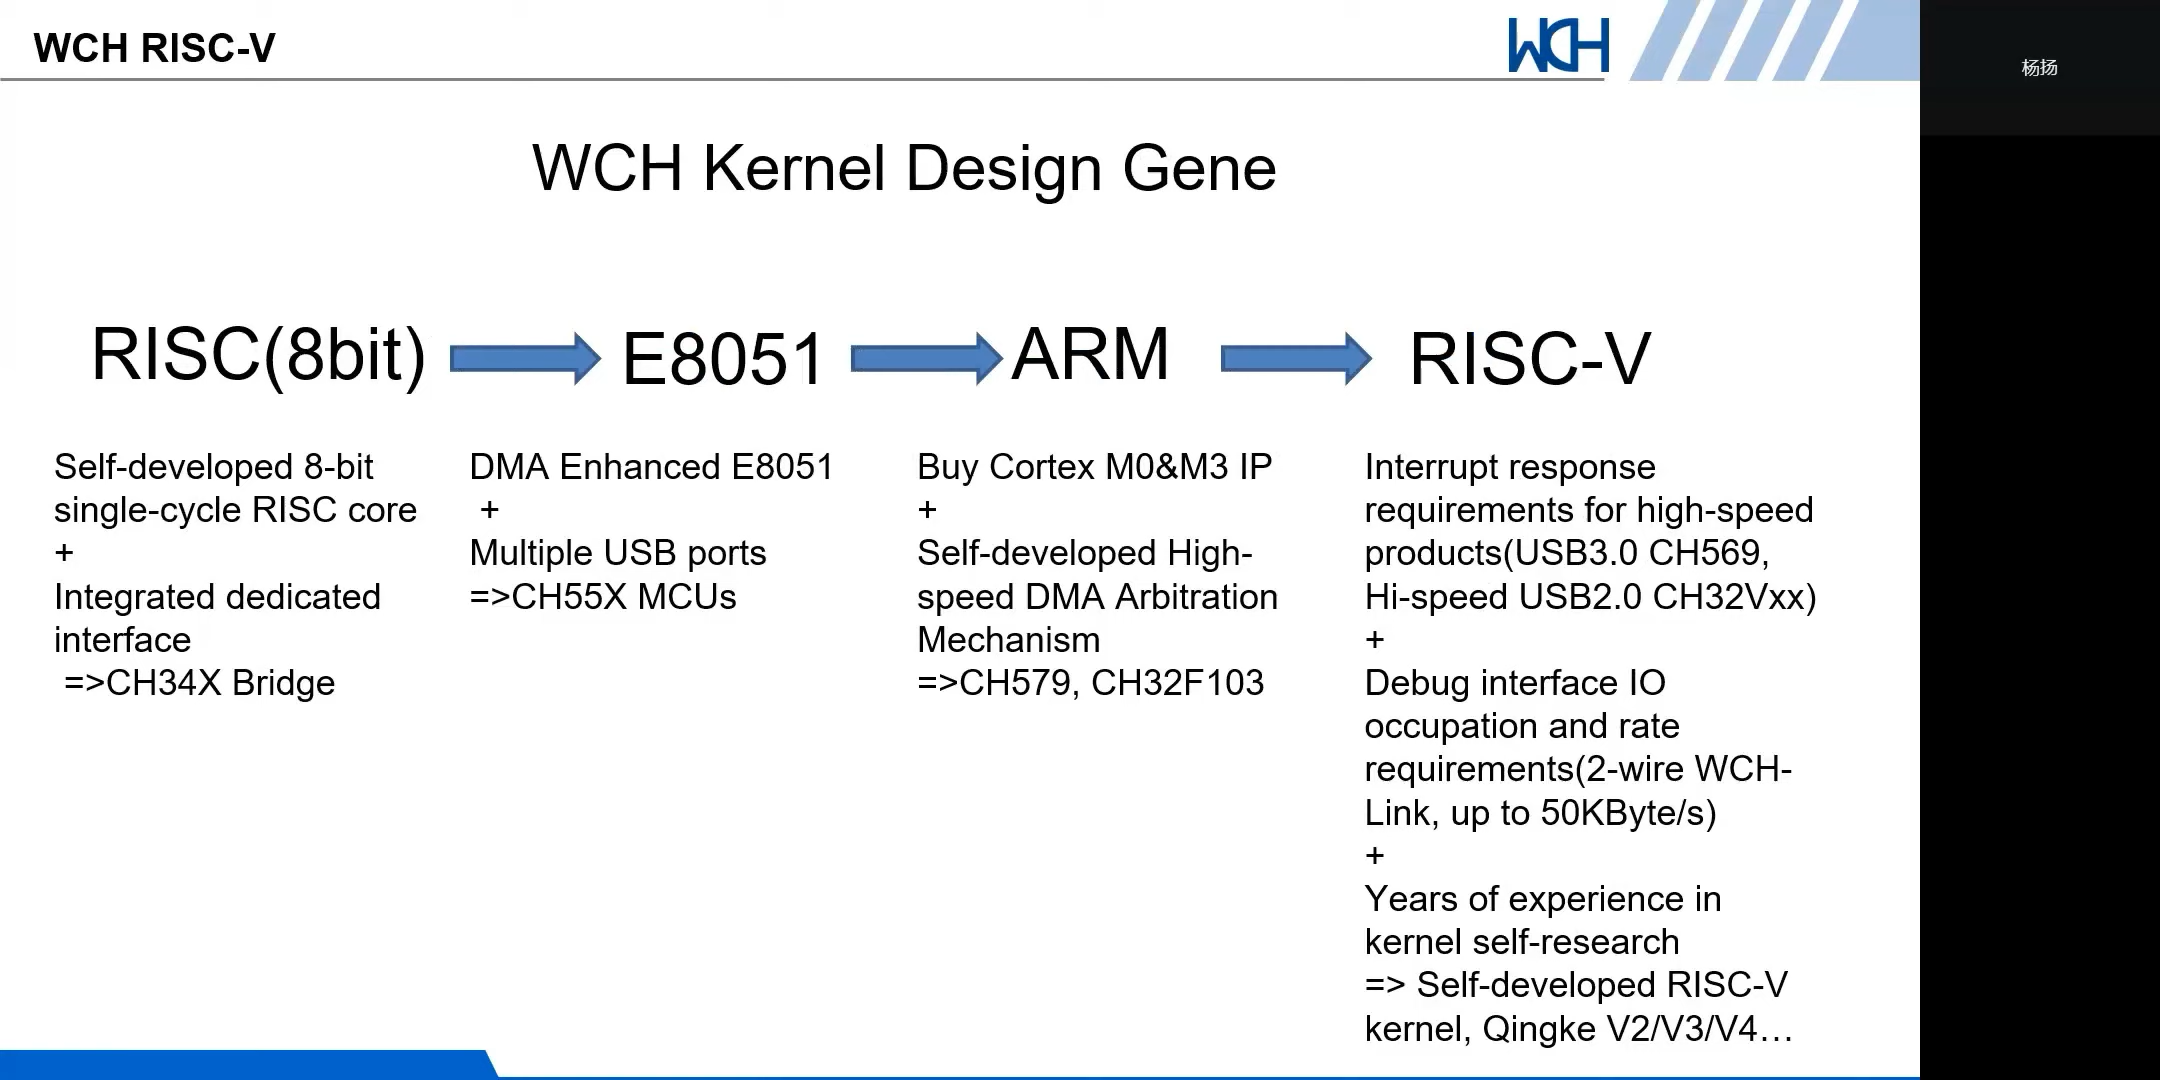 WCH RISC-V
WCH
杨扬
WCH Kernel Design Gene
RISC(8bit)
E8051
ARM
RISC-V
Self-developed 8-bit
single-cycle RISC core
+
Integrated dedicated
interface
=>CH34X Bridge
DMA Enhanced E8051
+
Multiple USB ports
=>CH55X MCUs
Buy Cortex M0&M3 IP
+
Self-developed High-
speed DMA Arbitration
Mechanism
=>CH579, CH32F103
Interrupt response
requirements for high-speed
products(USB3.0 CH569,
Hi-speed USB2.0 CH32Vxx)
+
Debug interface IO
occupation and rate
requirements(2-wire WCH-
Link, up to 50KByte/s)
+
Years of experience in
kernel self-research
=> Self-developed RISC-V
kernel, Qingke V2/V3/V4…